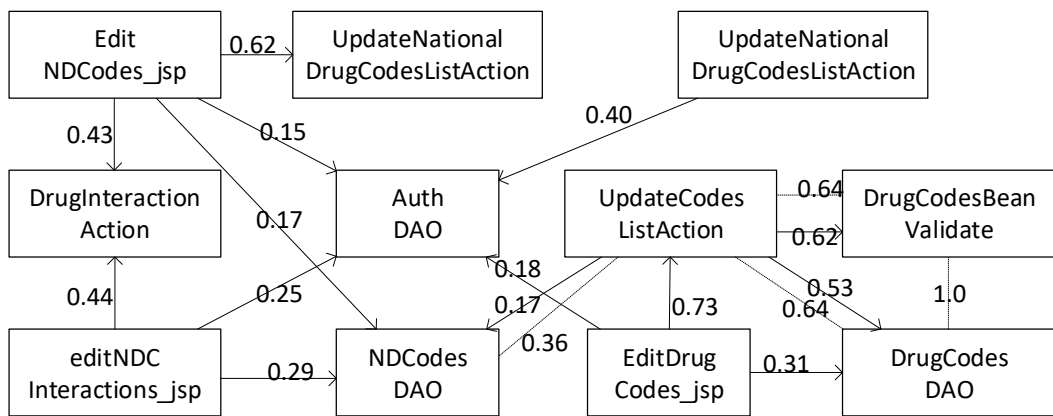 Edit
NDCodes_jsp
0.62
UpdateNational
DrugCodesListAction
UpdateNational
DrugCodesListAction
0.43
0.15
0.40
DrugInteraction
Action
0.17
Auth
DAO
UpdateCodes
ListAction
0.64
0.62
DrugCodesBean
Validate
0.44
0.25
0.18
0.17
0.73
0.53
0.64
1.0
editNDC
Interactions_jsp
0.29
NDCodes
DAO
0.36
EditDrug
Codes_jsp
0.31
DrugCodes
DAO